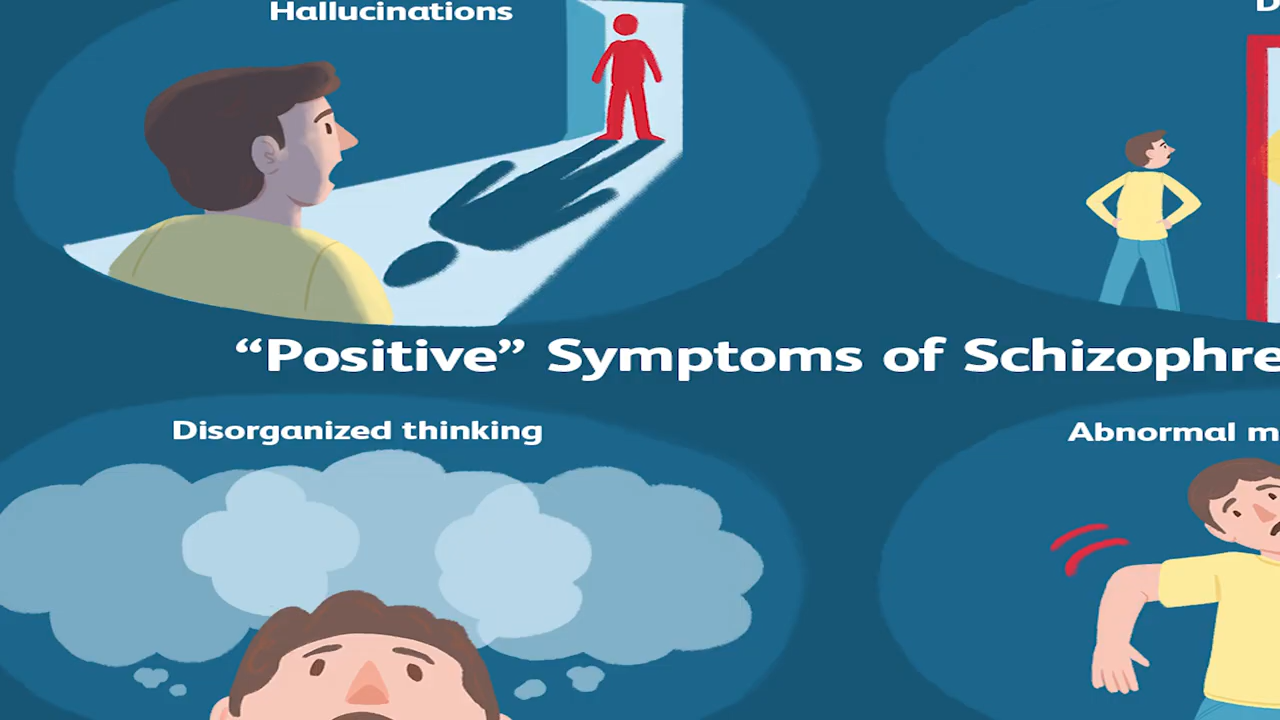 Hallucinations
D
“Positive” Symptoms of Schizophre
Disorganized thinking
Abnormal m